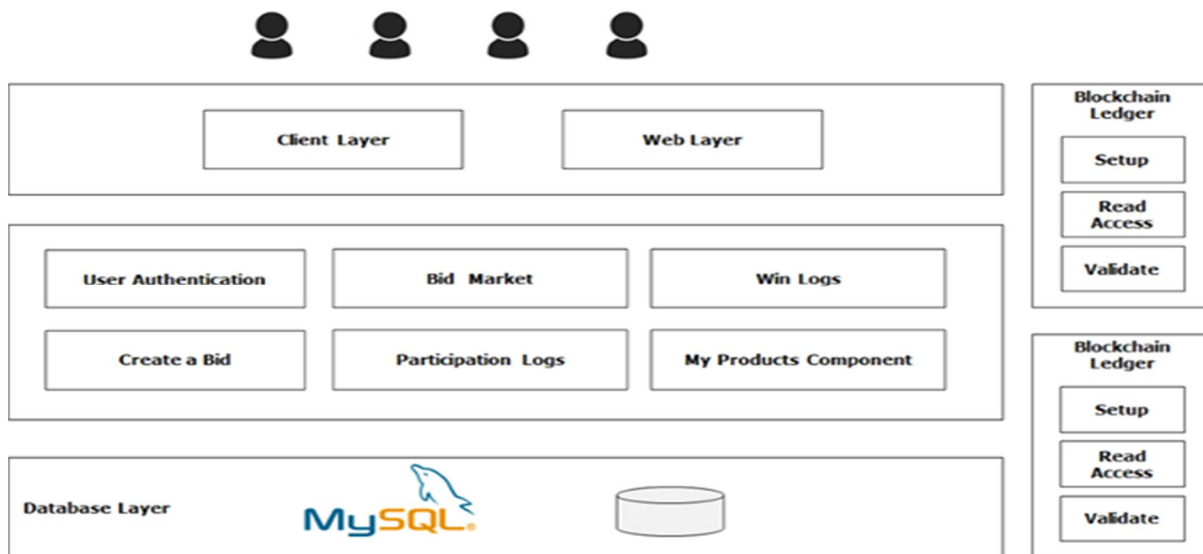 Client Layer
Web Layer
User Authentication
Bid Market
Win Logs
Create a Bid
Participation Logs
My Products Component
Database Layer
MySQL®
Blockchain
Ledger
Setup
Read
Access
Validate
Blockchain
Ledger
Setup
Read
Access
Validate